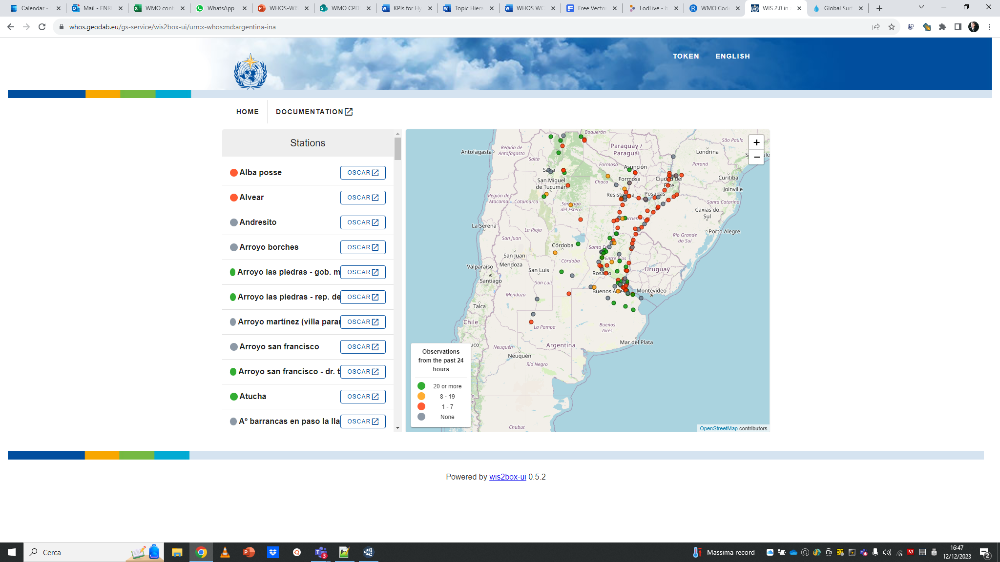 Calendar -
Mail - ENRI
WMO cont
WhatsApp
WHOS-WIS
WMO CPD
KPIs for Hy
Topic Hiera
WHOS WC
Free Vecto
LodLive - b
WMO Cod
WIS 2.0 in
Global Surf
whos.geodab.eu/gs-service/wis2box-ui/urn:x-whos:md:argentina-ina
TOKEN
ENGLISH
HOME
DOCUMENTATION
Stations
Alba posse OSCAR
Alvear OSCAR
Andresito OSCAR
Arroyo borches OSCAR
Arroyo las piedras - gob. m OSCAR
Arroyo las piedras - rep. de OSCAR
Arroyo martínez (villa parar OSCAR
Arroyo san francisco OSCAR
Arroyo san francisco - dr. t OSCAR
Atucha OSCAR
Aº barrancas en paso la lla OSCAR
+
−
Boquerón
São Paulo
Antofagasta
Región de
Antofagasta
Paraguay /
Paraguái
Londrina
Salta
Paraná
Formosa
Asunción
Salta
San Miguel
de Tucumán
Chaco
Formosa
Ciudad del
Este
Curitiba
Joinville
Región de
Atacama
Catamarca
Resistencia
Posadas
Santa Catarina
Santiago
del Estero
Caxias do
Sul
Corrientes
La Serena
La Rioja
Porto Alegre
San Juan
Rio Grande
do Sul
Córdoba
Santa Fe
San Juan
Entre Ríos
Valparaíso
Mendoza
Córdoba
San Luis
Rosario
Uruguay
Santiago
San Luis
Mendoza
Buenos Aires
Montevideo
Talca
Chile
La Pampa
Buenos
Aires
Mar del Plata
uco
Neuquén
Argentina
Neuquén
Río Negro
Chubut
Observations
from the past 24
hours
20 or more
8 - 19
1 - 7
None
OpenStreetMap contributors
Powered by wis2box-ui 0.5.2
Cerca
3
Massima record
16:47
12/12/2023
2